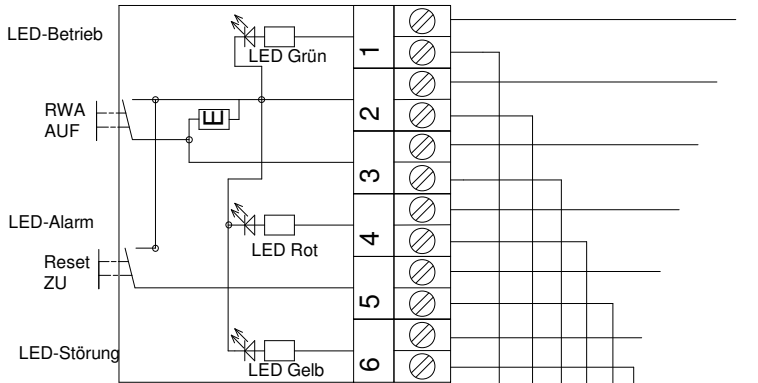 LED-Betrieb
LED Grün
1
RWA
AUF
E
2
3
LED-Alarm
LED Rot
4
Reset
ZU
5
LED-Störung
LED Gelb
6